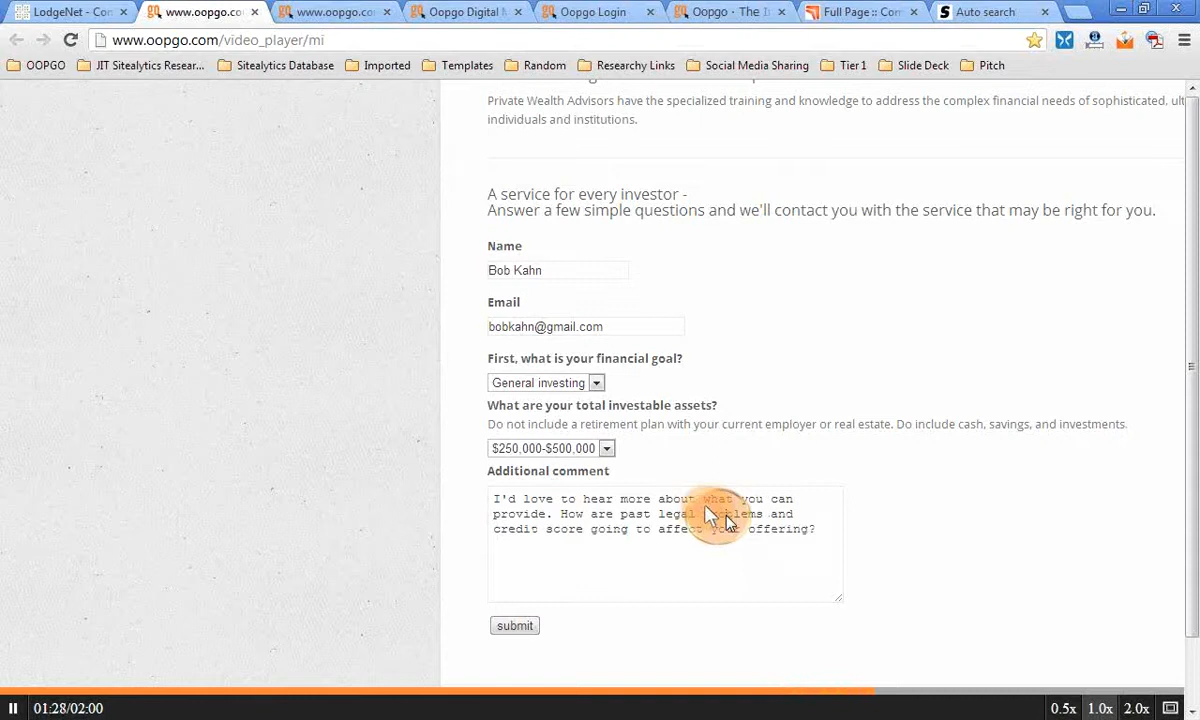 LodgeNet - Cor
www.oopgo.co
www.oopgo.co
Oopgo Digital M
Oopgo Login
Oopgo - The I
Full Page :: Com
Auto search
www.oopgo.com/video_player/mi
OOPGO
JIT Sitealytics Resear...
Sitealytics Database
Imported
Templates
Random
Researchy Links
Social Media Sharing
Tier 1
Slide Deck
Pitch
Private Wealth Advisors have the specialized training and knowledge to address the complex financial needs of sophisticated, ult
individuals and institutions.
A service for every investor -
Answer a few simple questions and we'll contact you with the service that may be right for you.
Name
Bob Kahn
Email
bobkahn@gmail.com
First, what is your financial goal?
General investing
What are your total investable assets?
Do not include a retirement plan with your current employer or real estate. Do include cash, savings, and investments.
$250,000-$500,000
Additional comment
I'd love to hear more about what you can
provide. How are past legal problems and
credit score going to affect your offering?
submit
01:28/02:00
0.5x
1.0x
2.0x